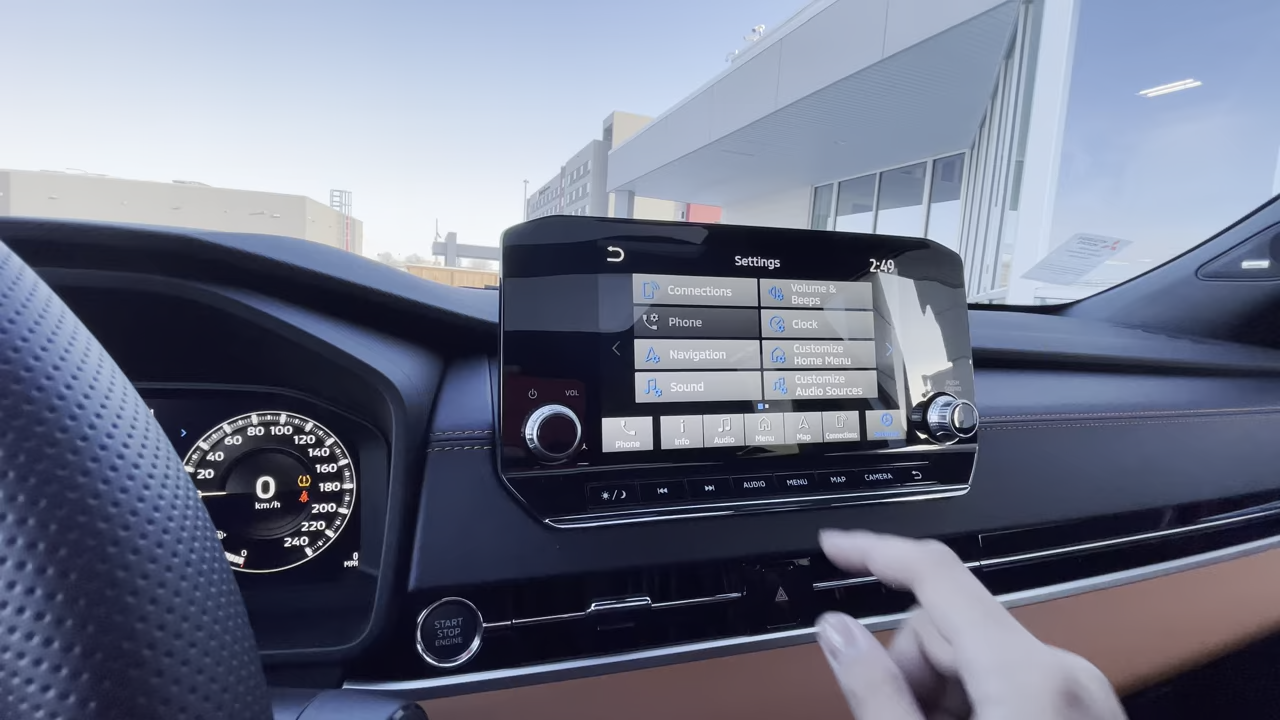 Settings
2:49
Connections
Volume &
Beeps
Phone
Clock
Navigation
Customize
Home Menu
Sound
Customize
Audio Sources
VOL
Phone
Info
Audio
Menu
Map
Connections
AUDIO
MENU
MAP
CAMERA
20
40
60
80
100
120
140
160
180
200
220
240
0
km/h
0
0
MPH
START
STOP
ENGINE